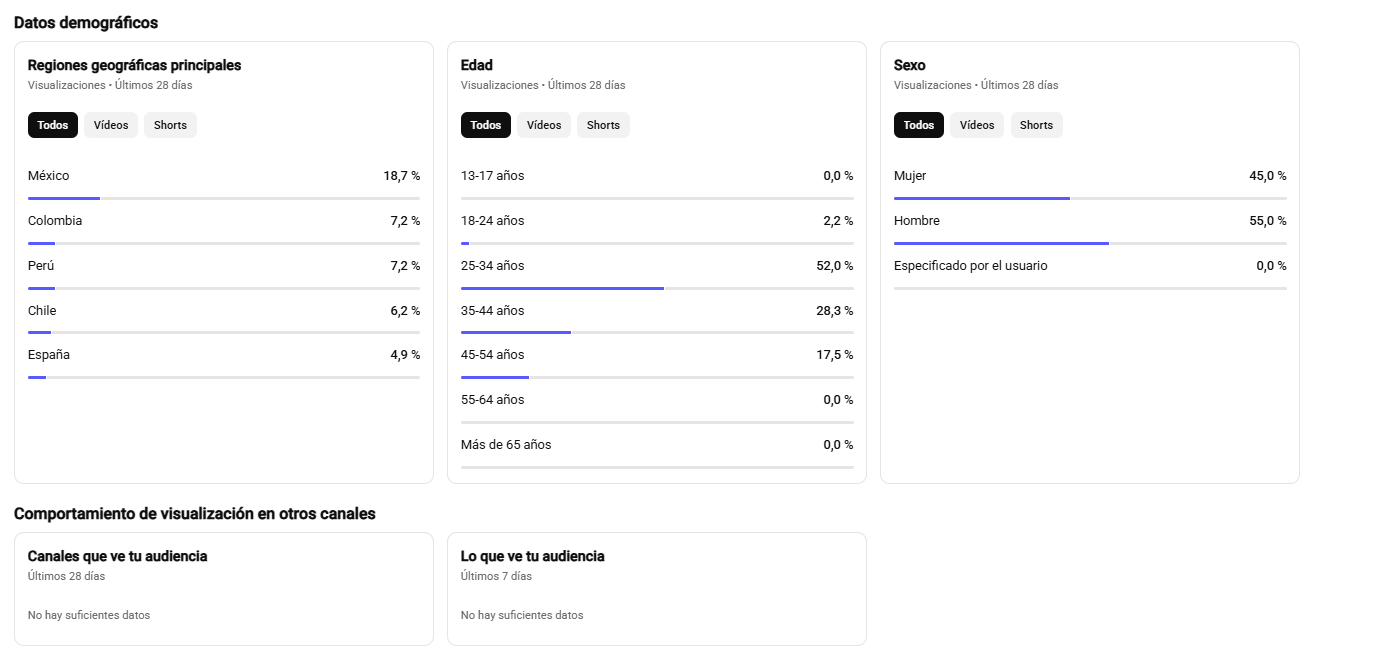 Datos demográficos
Regiones geográficas principales
Visualizaciones • Últimos 28 días
Todos Vídeos Shorts
México 18,7 %
Colombia 7,2 %
Perú 7,2 %
Chile 6,2 %
España 4,9 %
Edad
Visualizaciones • Últimos 28 días
Todos Vídeos Shorts
13-17 años 0,0 %
18-24 años 2,2 %
25-34 años 52,0 %
35-44 años 28,3 %
45-54 años 17,5 %
55-64 años 0,0 %
Más de 65 años 0,0 %
Sexo
Visualizaciones • Últimos 28 días
Todos Vídeos Shorts
Mujer 45,0 %
Hombre 55,0 %
Especificado por el usuario 0,0 %
Comportamiento de visualización en otros canales
Canales que ve tu audiencia
Últimos 28 días
No hay suficientes datos
Lo que ve tu audiencia
Últimos 7 días
No hay suficientes datos